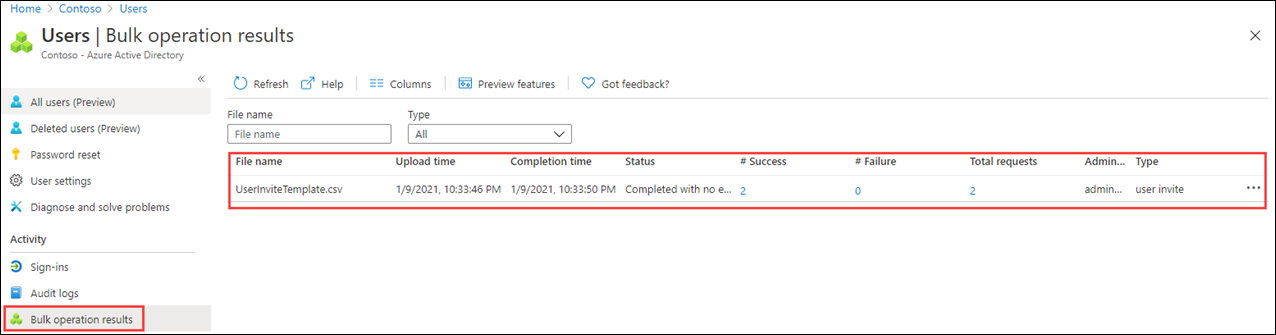 Home > Contoso > Users
Users | Bulk operation results
Contoso - Azure Active Directory
«
Refresh Help Columns Preview features Got feedback?
All users (Preview)
Deleted users (Preview)
Password reset
User settings
Diagnose and solve problems
Activity
Sign-ins
Audit logs
Bulk operation results
File name Type
File name All
File name Upload time Completion time Status # Success # Failure Total requests Admin... Type
UserInviteTemplate.csv 1/9/2021, 10:33:46 PM 1/9/2021, 10:33:50 PM Completed with no e... 2 0 2 admin... user invite ...